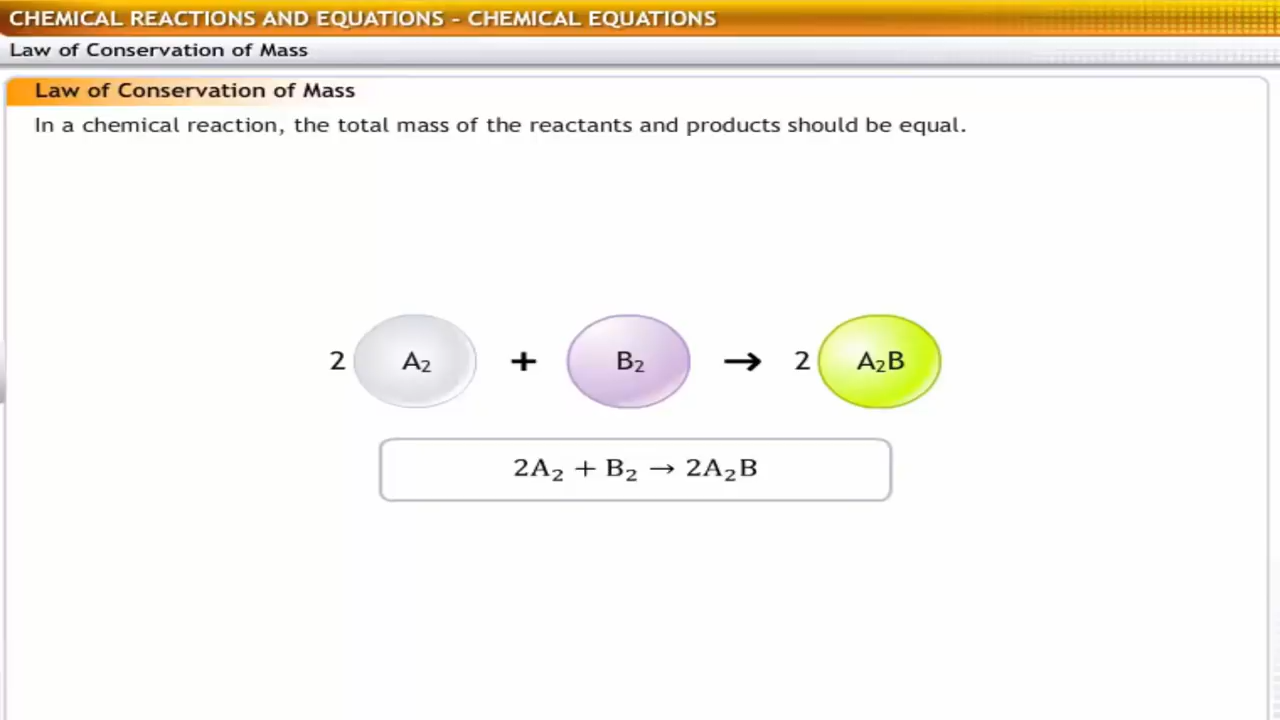 CHEMICAL REACTIONS AND EQUATIONS - CHEMICAL EQUATIONS
Law of Conservation of Mass
Law of Conservation of Mass
In a chemical reaction, the total mass of the reactants and products should be equal.
2 A₂ + B₂ → 2 A₂B
2A₂ + B₂ → 2A₂B